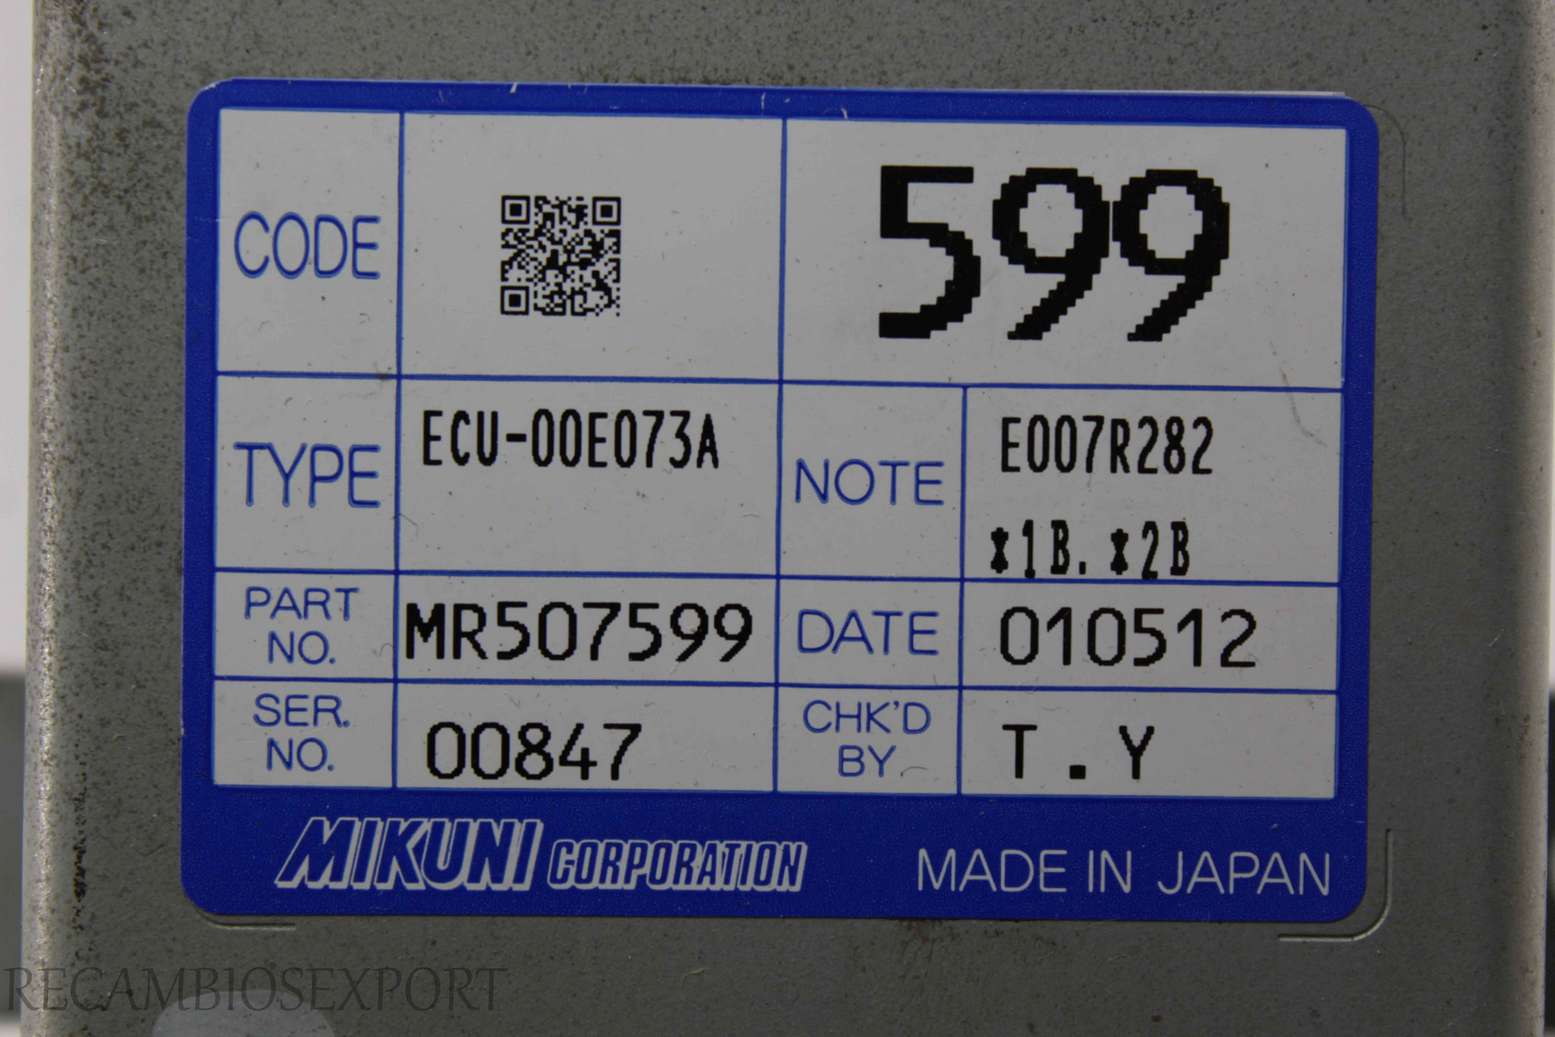 CODE
599
TYPE
ECU-00E073A
NOTE
E007R282
*1B. *2B
PART
NO.
MR507599
DATE
010512
SER.
NO.
00847
CHK'D
BY
T.Y
MIKUNI CORPORATION
MADE IN JAPAN
RECAMBIOSEXPORT